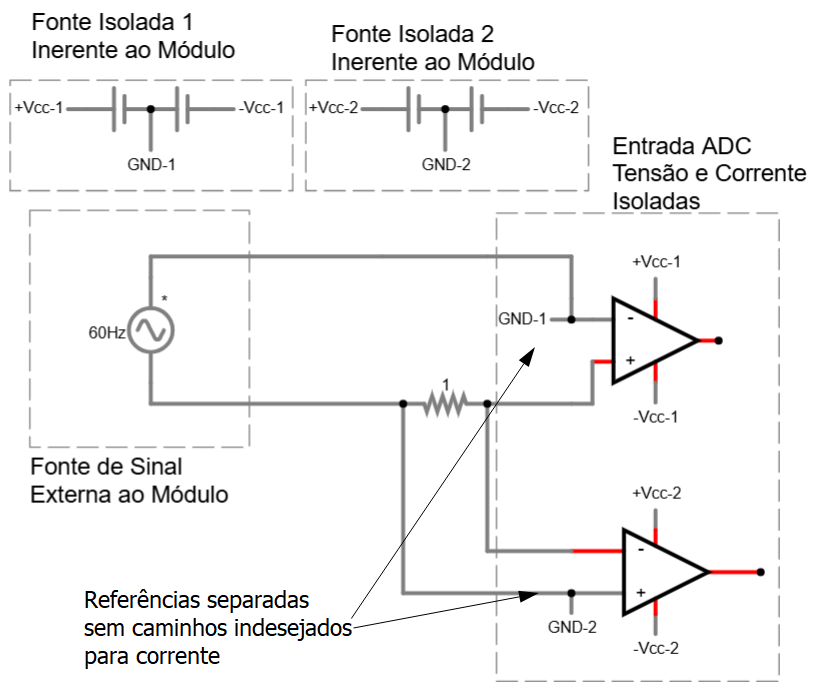 Fonte Isolada 1
Inerente ao Módulo
Fonte Isolada 2
Inerente ao Módulo
+Vcc-1
-Vcc-1
GND-1
+Vcc-2
-Vcc-2
GND-2
Entrada ADC
Tensão e Corrente
Isoladas
+Vcc-1
*
60Hz
GND-1
-
+
1
-Vcc-1
Fonte de Sinal
Externa ao Módulo
+Vcc-2
-
+
GND-2
-Vcc-2
Referências separadas
sem caminhos indesejados
para corrente